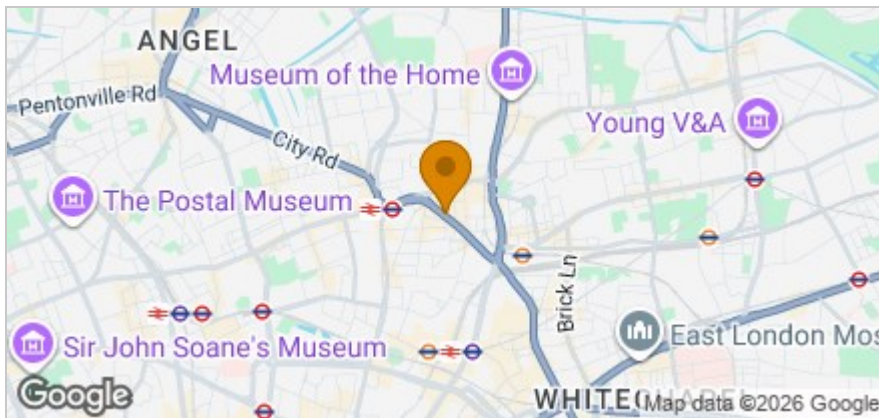 ANGEL
Museum of the Home
Pentonville Rd
Young V&A
City Rd
The Postal Museum
Brick Ln
East London Mos
Sir John Soane's Museum
Google
Map data ©2026 Google